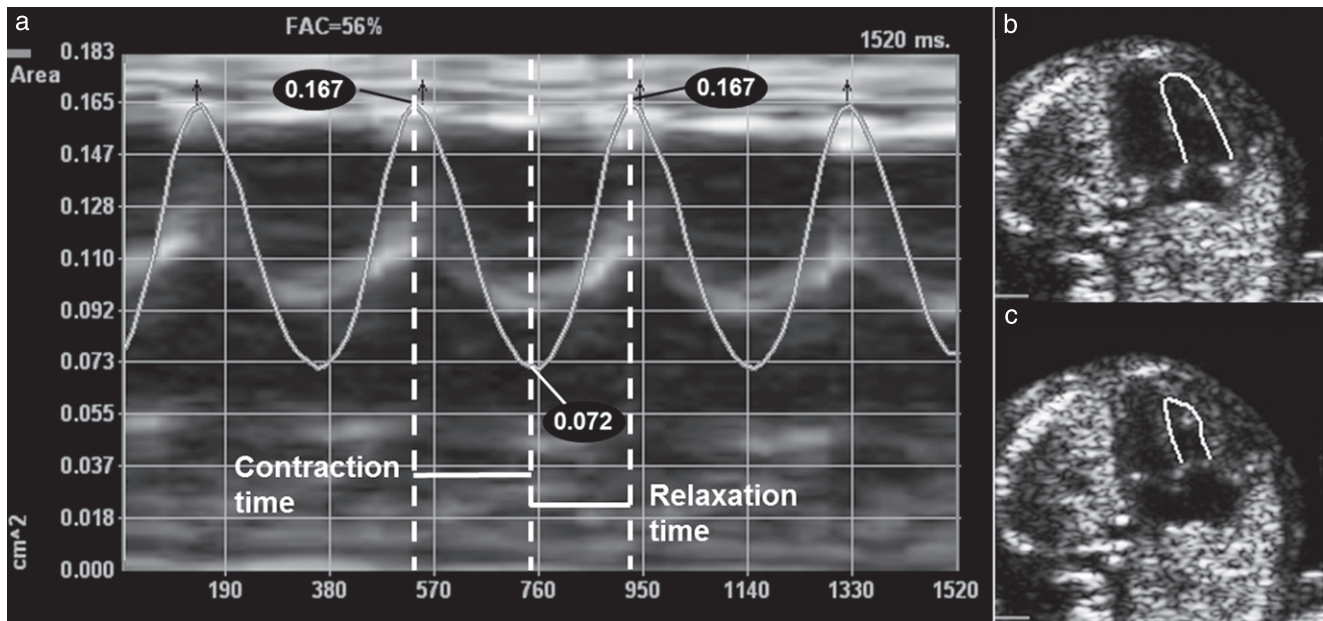 a
FAC=56%
1520 ms.
0.183
Area
0.165
0.167
0.167
0.147
0.128
0.110
0.092
0.073
0.072
0.055
0.037
Contraction
time
Relaxation
time
0.018
cm^2
0.000
190 380 570 760 950 1140 1330 1520
b
c